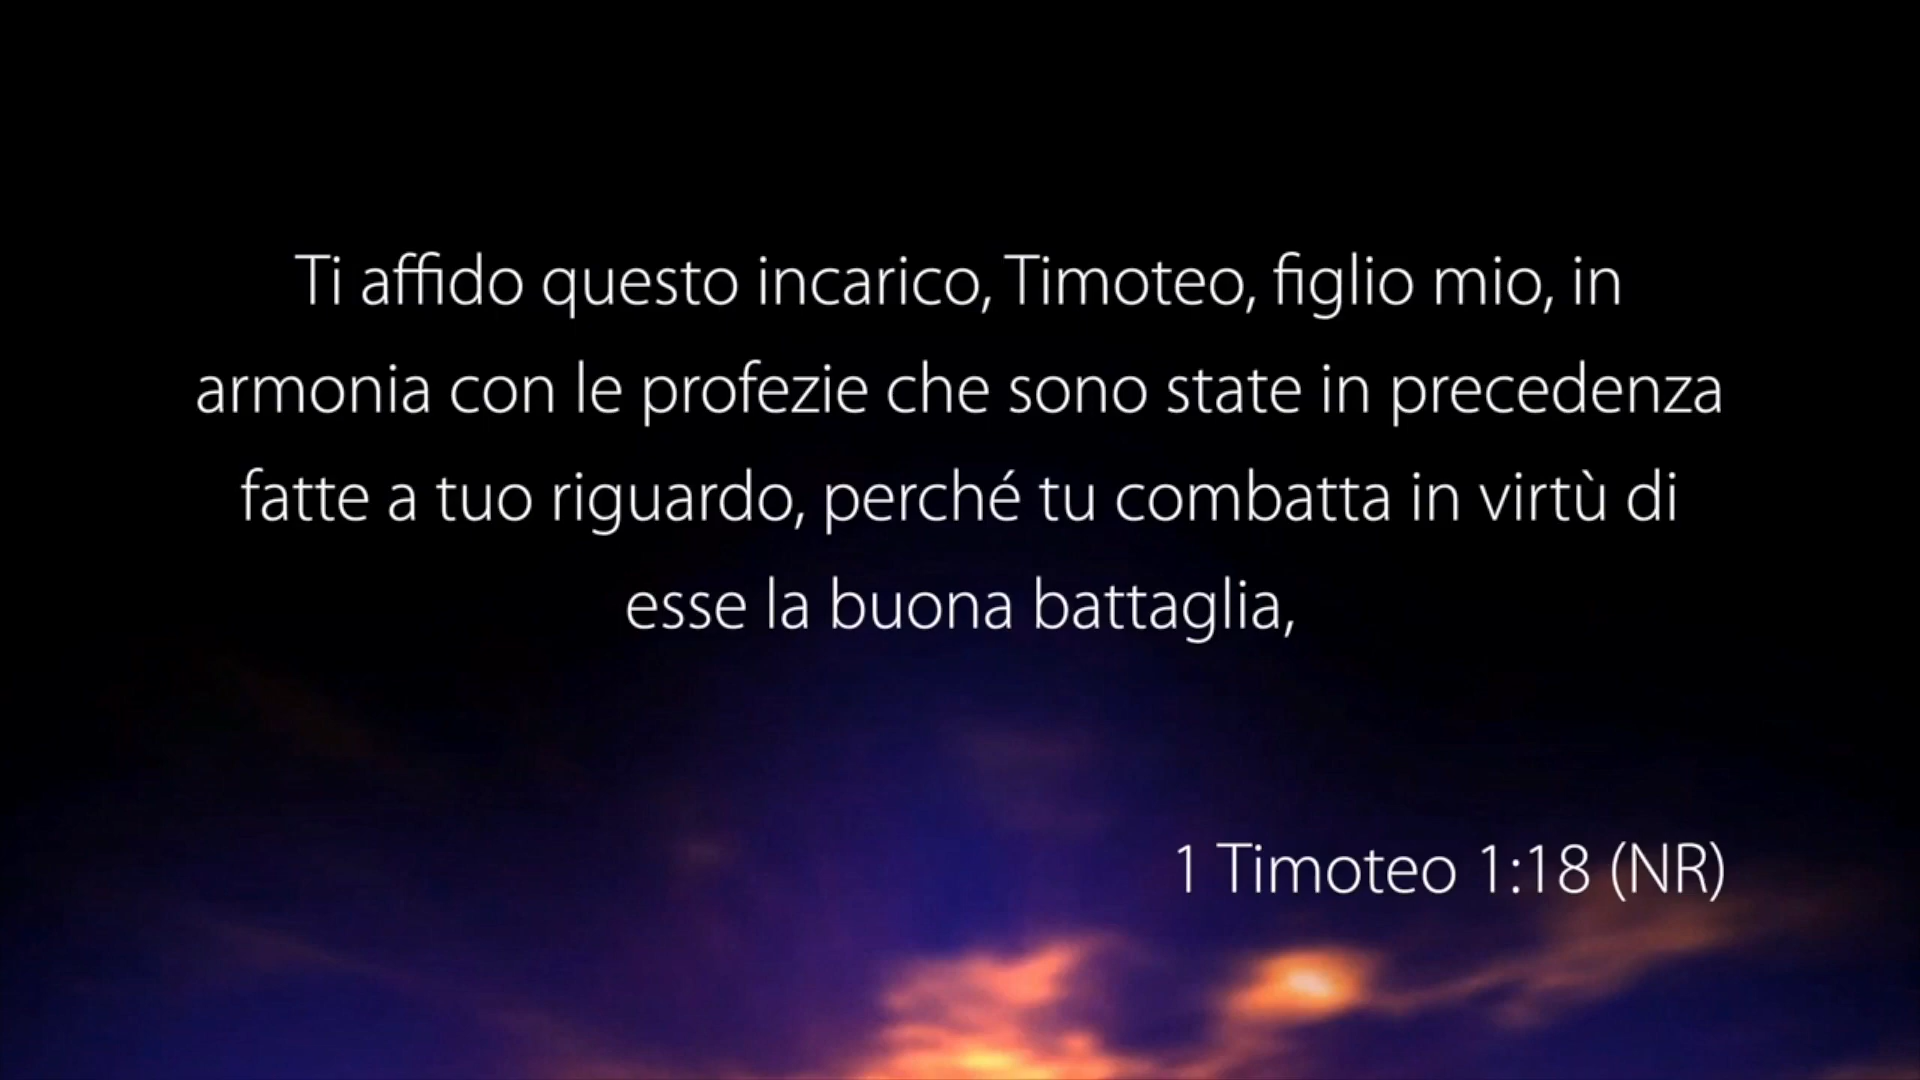 Ti affido questo incarico, Timoteo, figlio mio, in
armonia con le profezie che sono state in precedenza
fatte a tuo riguardo, perché tu combatta in virtù di
esse la buona battaglia,
1 Timoteo 1:18 (NR)